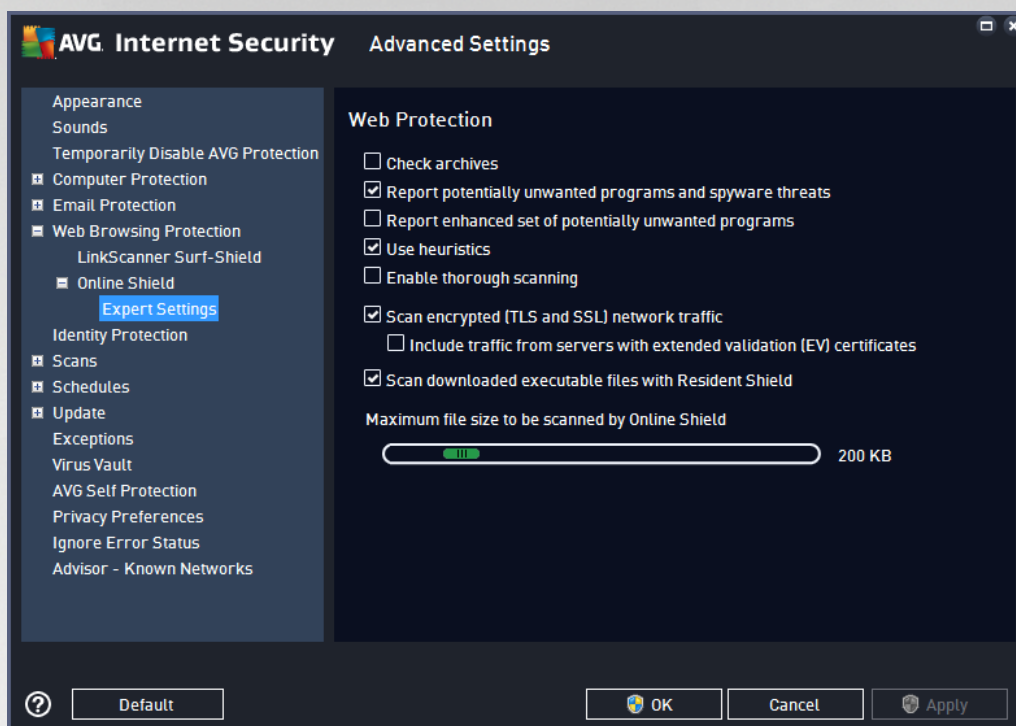 AVG. Internet Security Advanced Settings
Appearance
Sounds
Temporarily Disable AVG Protection
Computer Protection
Email Protection
Web Browsing Protection
LinkScanner Surf-Shield
Online Shield
Expert Settings
Identity Protection
Scans
Schedules
Update
Exceptions
Virus Vault
AVG Self Protection
Privacy Preferences
Ignore Error Status
Advisor - Known Networks
Web Protection
Check archives
Report potentially unwanted programs and spyware threats
Report enhanced set of potentially unwanted programs
Use heuristics
Enable thorough scanning
Scan encrypted (TLS and SSL) network traffic
Include traffic from servers with extended validation (EV) certificates
Scan downloaded executable files with Resident Shield
Maximum file size to be scanned by Online Shield
200 KB
? Default OK Cancel Apply